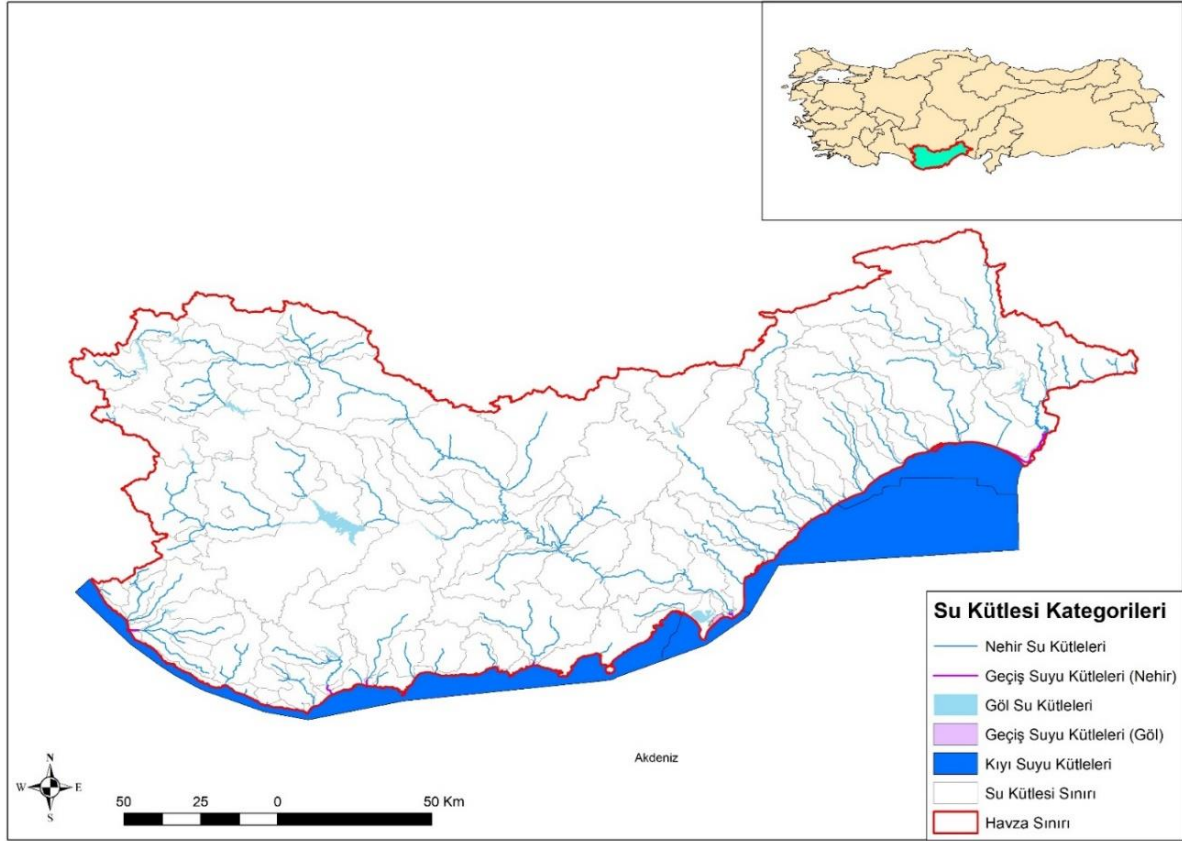 Su Kütlesi Kategorileri
Nehir Su Kütleleri
Geçiş Suyu Kütleleri (Nehir)
Göl Su Kütleleri
Geçiş Suyu Kütleleri (Göl)
Kıyı Suyu Kütleleri
Su Kütlesi Sınırı
Havza Sınırı
Akdeniz
N
W E
S
50 25 0 50 Km